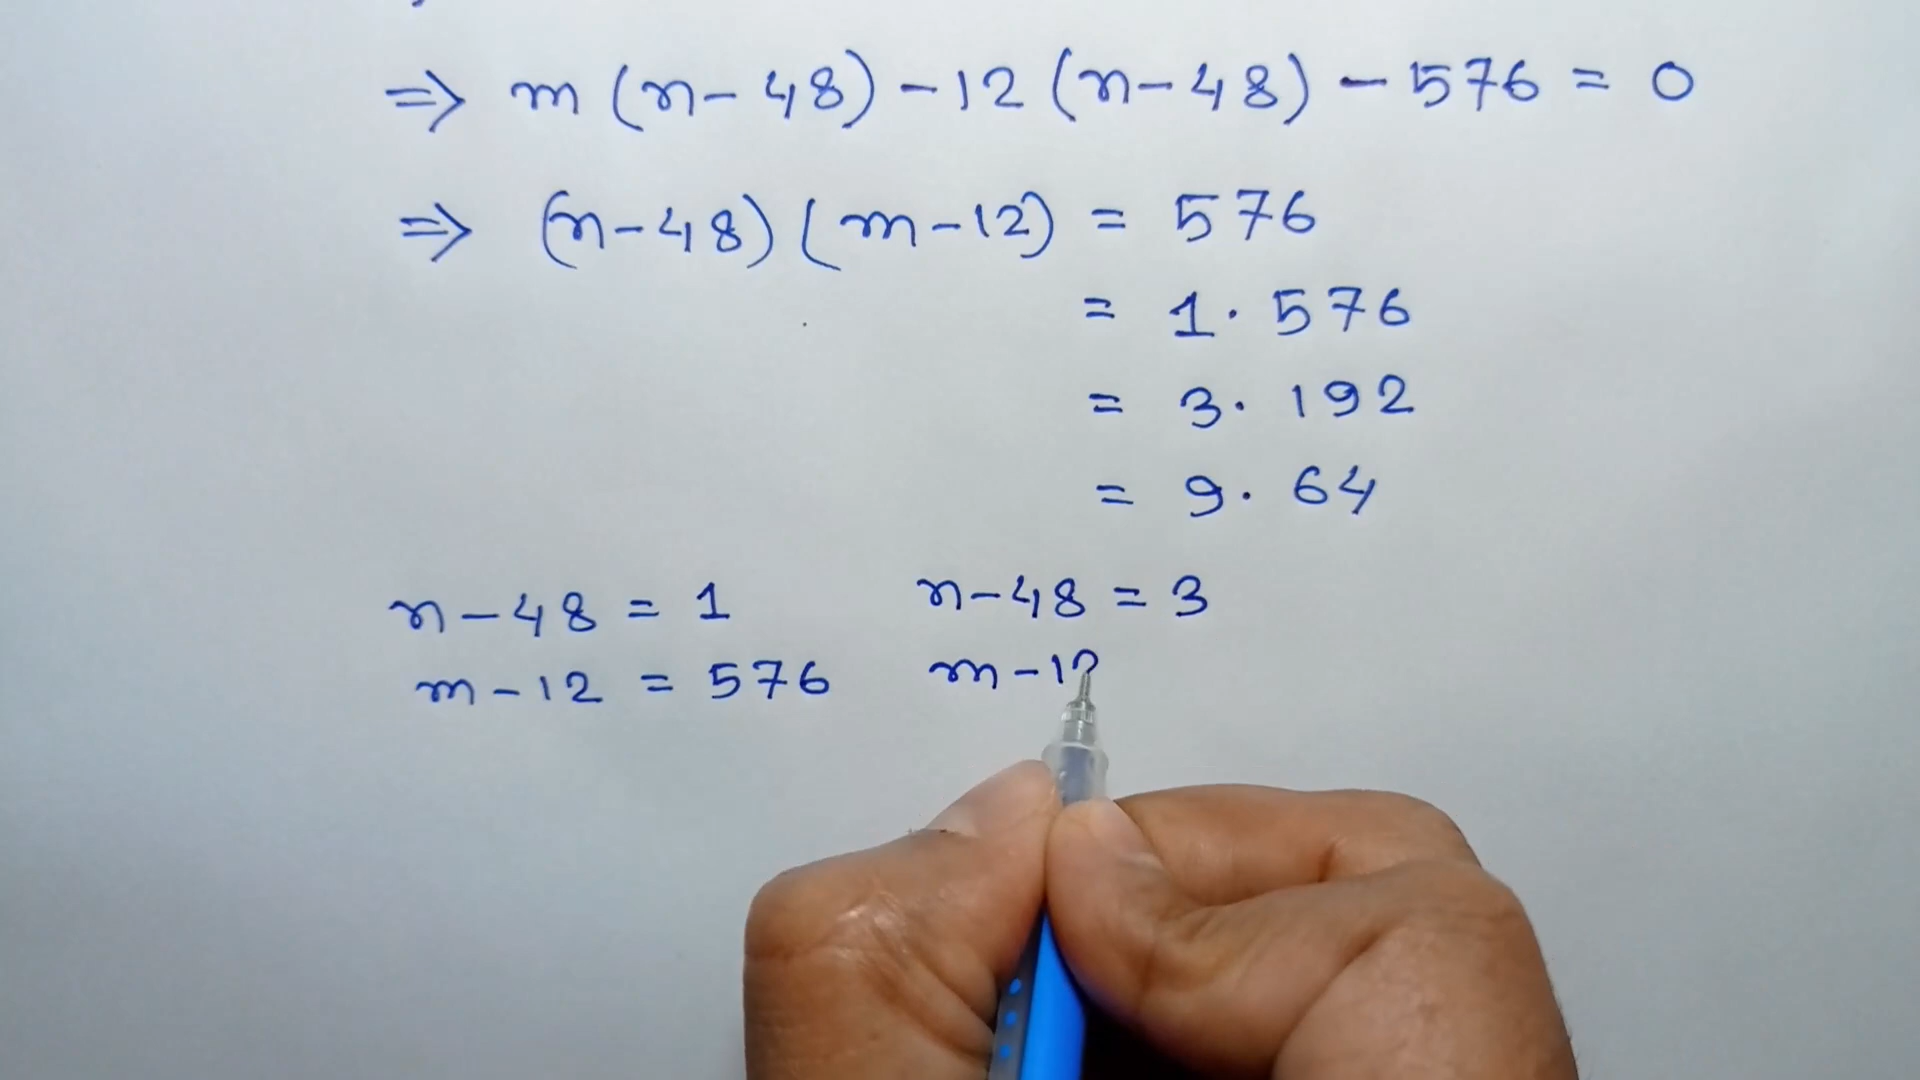 ⇒ m (n - 48) - 12 (n - 48) - 576 = 0
⇒ (n - 48) (m - 12) = 576
= 1 · 576
= 3 · 192
= 9 · 64
n - 48 = 1
m - 12 = 576
n - 48 = 3
m - 12